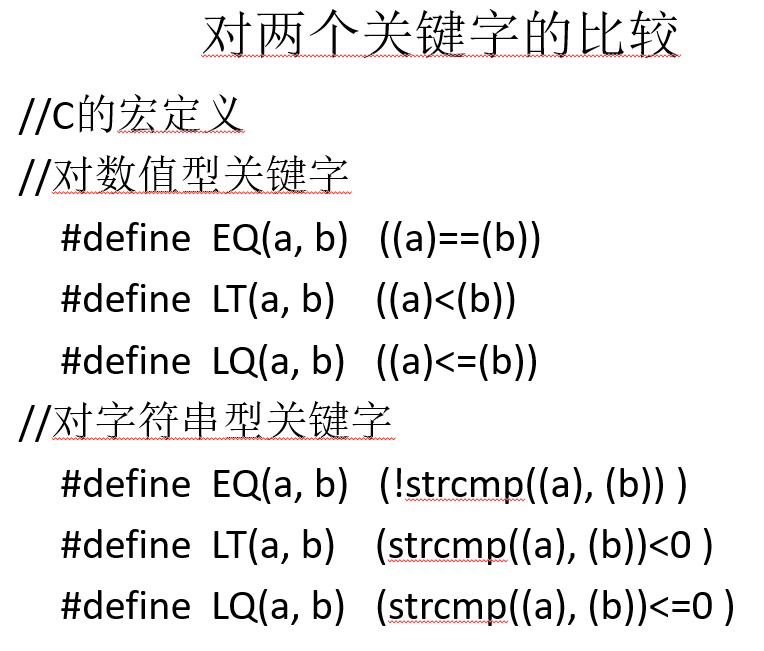 对两个关键字的比较
//C的宏定义
//对数值型关键字
#define EQ(a, b) ((a)==(b))
#define LT(a, b) ((a)<(b))
#define LQ(a, b) ((a)<=(b))
//对字符串型关键字
#define EQ(a, b) (!strcmp((a), (b)) )
#define LT(a, b) (strcmp((a), (b))<0 )
#define LQ(a, b) (strcmp((a), (b))<=0 )